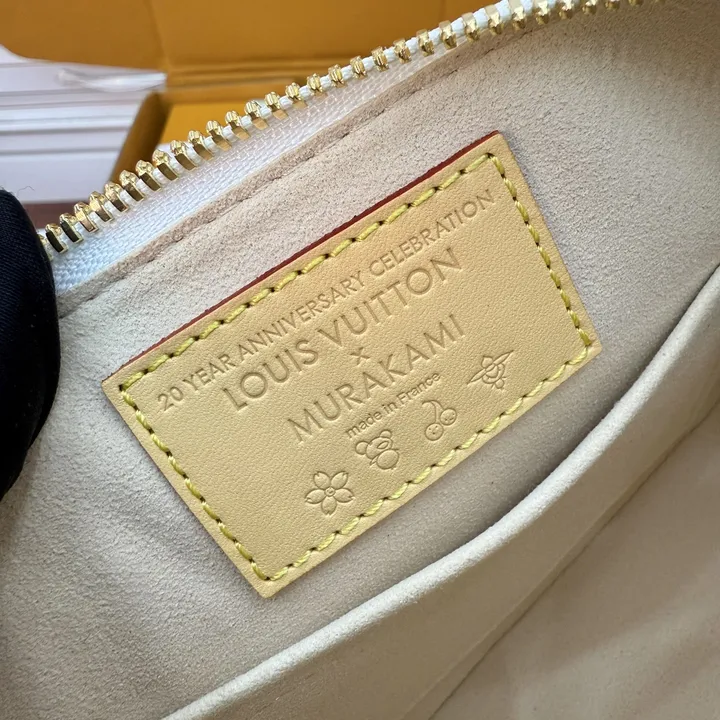 20 YEAR ANNIVERSARY CELEBRATION
LOUIS VUITTON
×
MURAKAMI
made in France